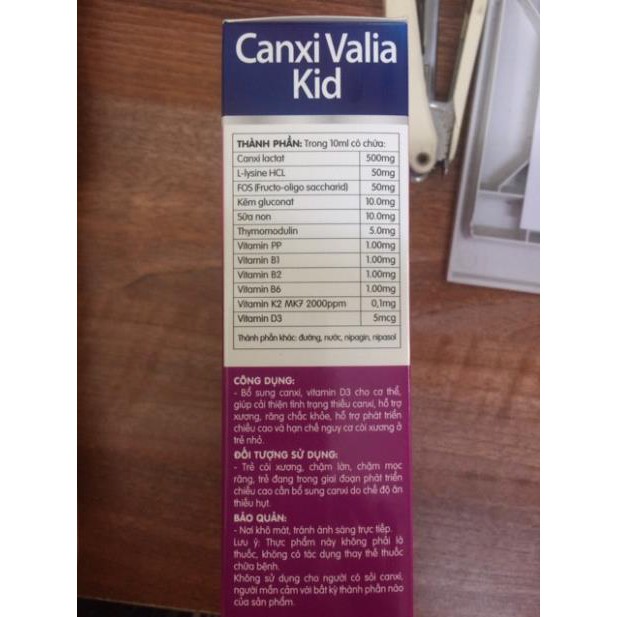 Canxi Valia
Kid
THÀNH PHẦN: Trong 10ml có chứa:
Canxi lactat 500mg
L-lysine HCL 50mg
FOS (Fructo-oligo saccharid) 50mg
Kẽm gluconat 10.0mg
Sữa non 10.0mg
Thymomodulin 5.0mg
Vitamin PP 1.00mg
Vitamin B1 1.00mg
Vitamin B2 1.00mg
Vitamin B6 1.00mg
Vitamin K2 MK7 2000ppm 0,1mg
Vitamin D3 5mcg
Thành phần khác: đường, nước, nipagin, nipasol
CÔNG DỤNG:
- Bổ sung canxi, vitamin D3 cho cơ thể,
giúp cải thiện tình trạng thiếu canxi, hỗ trợ
xương, răng chắc khỏe, hỗ trợ phát triển
chiều cao và hạn chế nguy cơ còi xương ở
trẻ nhỏ.
ĐỐI TƯỢNG SỬ DỤNG:
- Trẻ còi xương, chậm lớn, chậm mọc
răng, trẻ đang trong giai đoạn phát triển
chiều cao cần bổ sung canxi do chế độ ăn
thiếu hụt.
BẢO QUẢN:
- Nơi khô mát, tránh ánh sáng trực tiếp.
Lưu ý: Thực phẩm này không phải là
thuốc, không có tác dụng thay thế thuốc
chữa bệnh.
Không sử dụng cho người có sỏi canxi,
người mẫn cảm với bất kỳ thành phần nào
của sản phẩm.